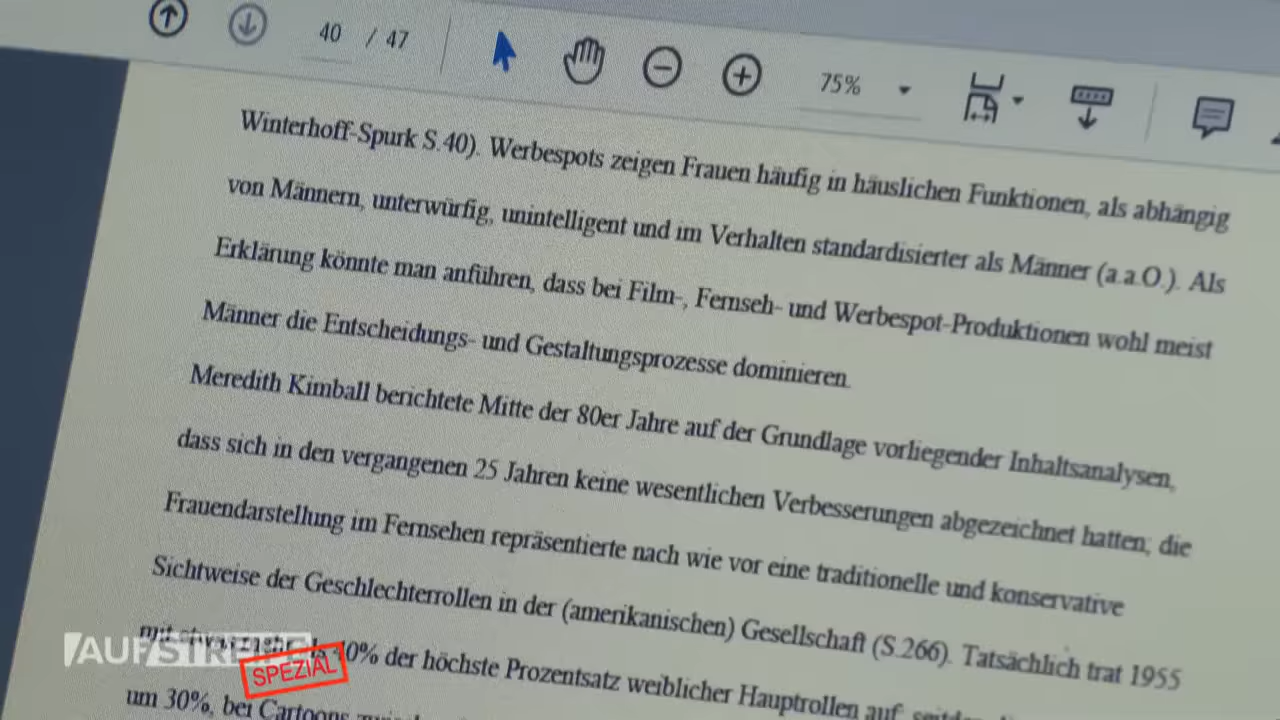 40 / 47
75%
Winterhoff-Spurk S.40). Werbespots zeigen Frauen häufig in häuslichen Funktionen, als abhängig
von Männern, unterwürfig, unintelligent und im Verhalten standardisierter als Männer (a.a.O.). Als
Erklärung könnte man anführen, dass bei Film-, Fernseh- und Werbespot-Produktionen wohl meist
Männer die Entscheidungs- und Gestaltungsprozesse dominieren.
Meredith Kimball berichtete Mitte der 80er Jahre auf der Grundlage vorliegender Inhaltsanalysen,
dass sich in den vergangenen 25 Jahren keine wesentlichen Verbesserungen abgezeichnet hatten; die
Frauendarstellung im Fernsehen repräsentierte nach wie vor eine traditionelle und konservative
Sichtweise der Geschlechterrollen in der (amerikanischen) Gesellschaft (S.266). Tatsächlich trat 1955
mit 40% der höchste Prozentsatz weiblicher Hauptrollen auf;
um 30%, bei Cartoons
SPEZIAL